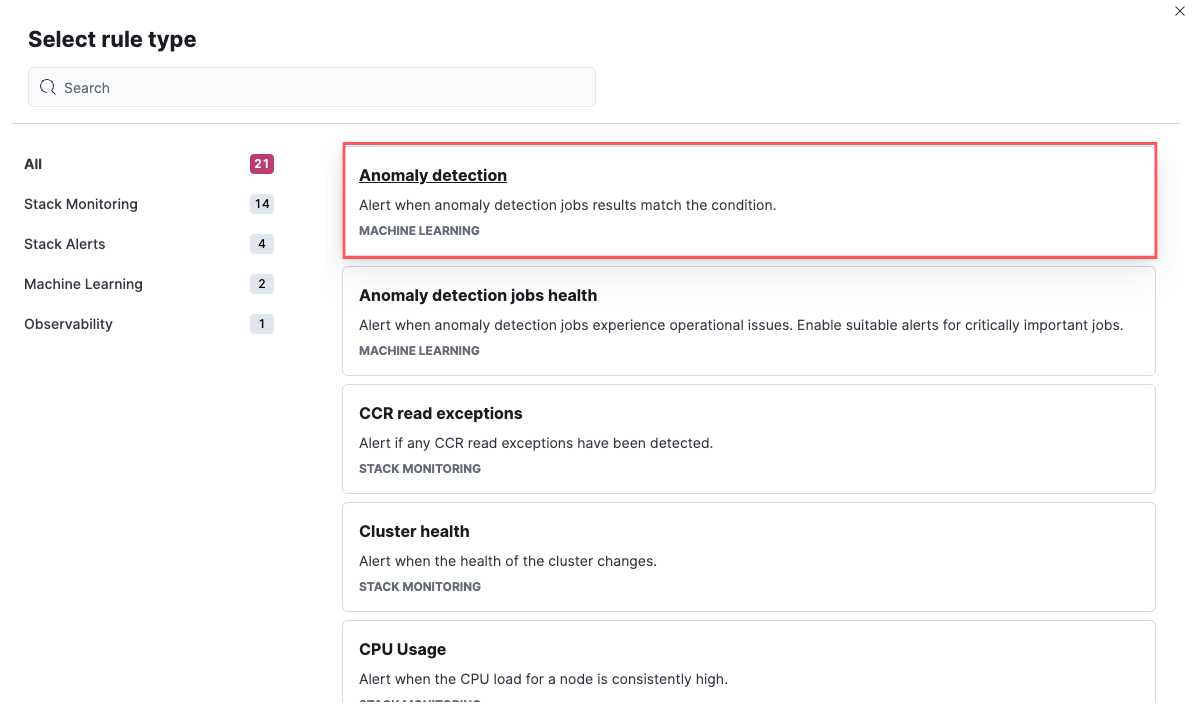 Select rule type
Search
All 21
Stack Monitoring 14
Stack Alerts 4
Machine Learning 2
Observability 1
Anomaly detection
Alert when anomaly detection jobs results match the condition.
MACHINE LEARNING
Anomaly detection jobs health
Alert when anomaly detection jobs experience operational issues. Enable suitable alerts for critically important jobs.
MACHINE LEARNING
CCR read exceptions
Alert if any CCR read exceptions have been detected.
STACK MONITORING
Cluster health
Alert when the health of the cluster changes.
STACK MONITORING
CPU Usage
Alert when the CPU load for a node is consistently high.
STACK MONITORING